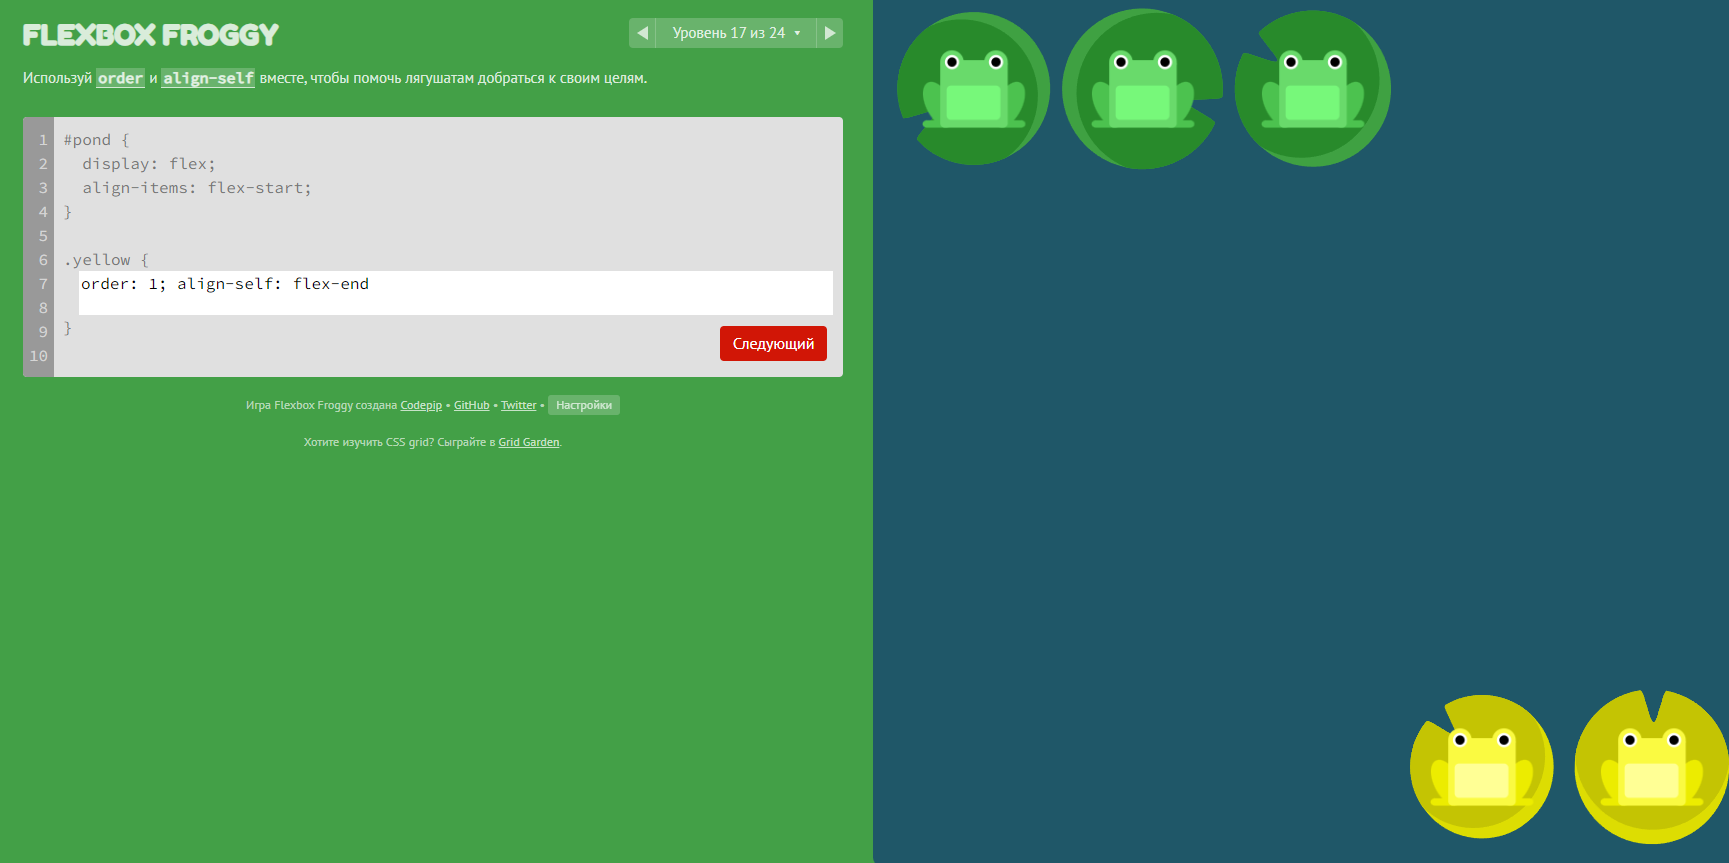 FLEXBOX FROGGY
Уровень 17 из 24
Используй order и align-self вместе, чтобы помочь лягушатам добраться к своим целям.
1 #pond {
2 display: flex;
3 align-items: flex-start;
4 }
5
6 .yellow {
7 order: 1; align-self: flex-end
8
9 }
10
Следующий
Игра Flexbox Froggy создана Codepip • GitHub • Twitter • Настройки
Хотите изучить CSS grid? Сыграйте в Grid Garden.